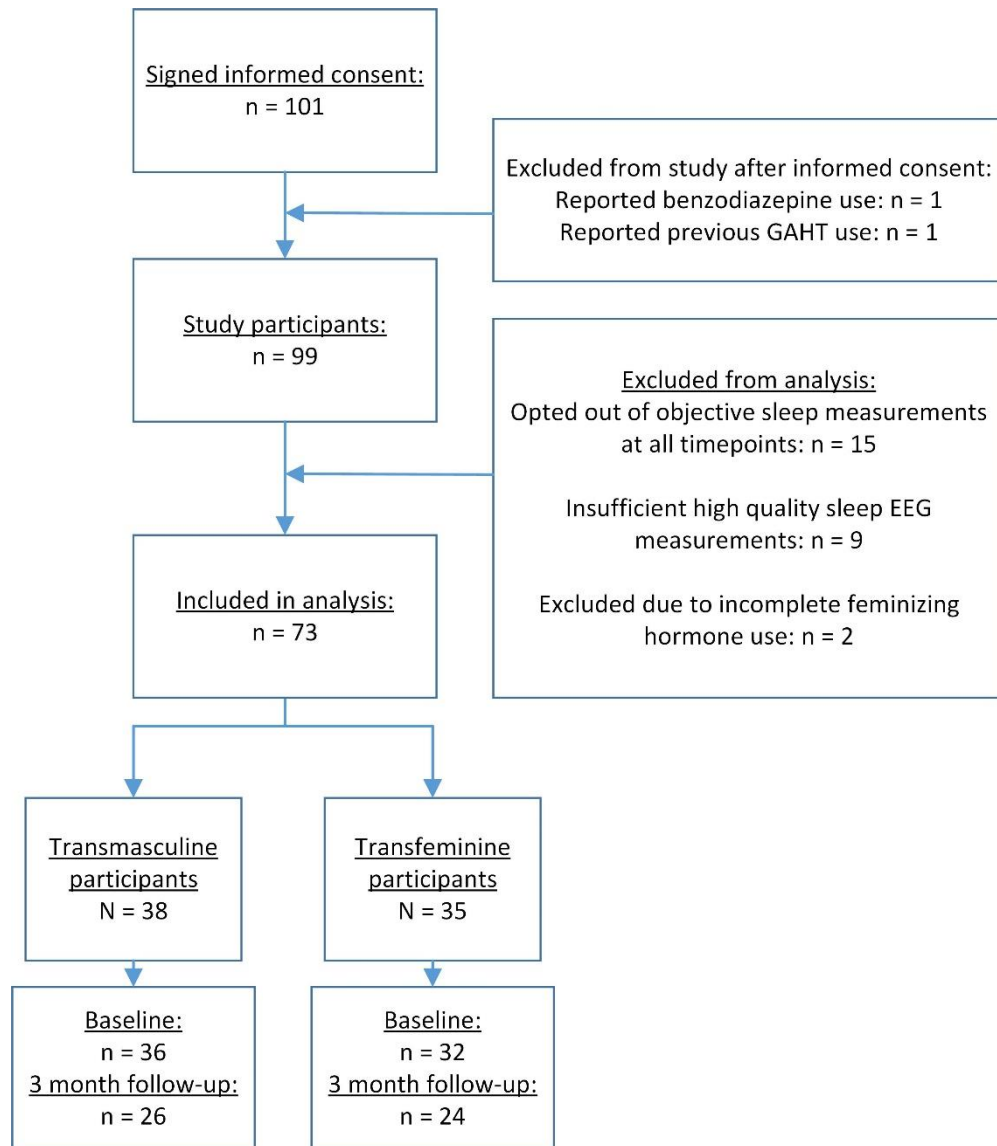 Signed informed consent:
n = 101
Excluded from study after informed consent:
Reported benzodiazepine use: n = 1
Reported previous GAHT use: n = 1
Study participants:
n = 99
Excluded from analysis:
Opted out of objective sleep measurements
at all timepoints: n = 15
Insufficient high quality sleep EEG
measurements: n = 9
Excluded due to incomplete feminizing
hormone use: n = 2
Included in analysis:
n = 73
Transmasculine
participants
N = 38
Transfeminine
participants
N = 35
Baseline:
n = 36
3 month follow-up:
n = 26
Baseline:
n = 32
3 month follow-up:
n = 24